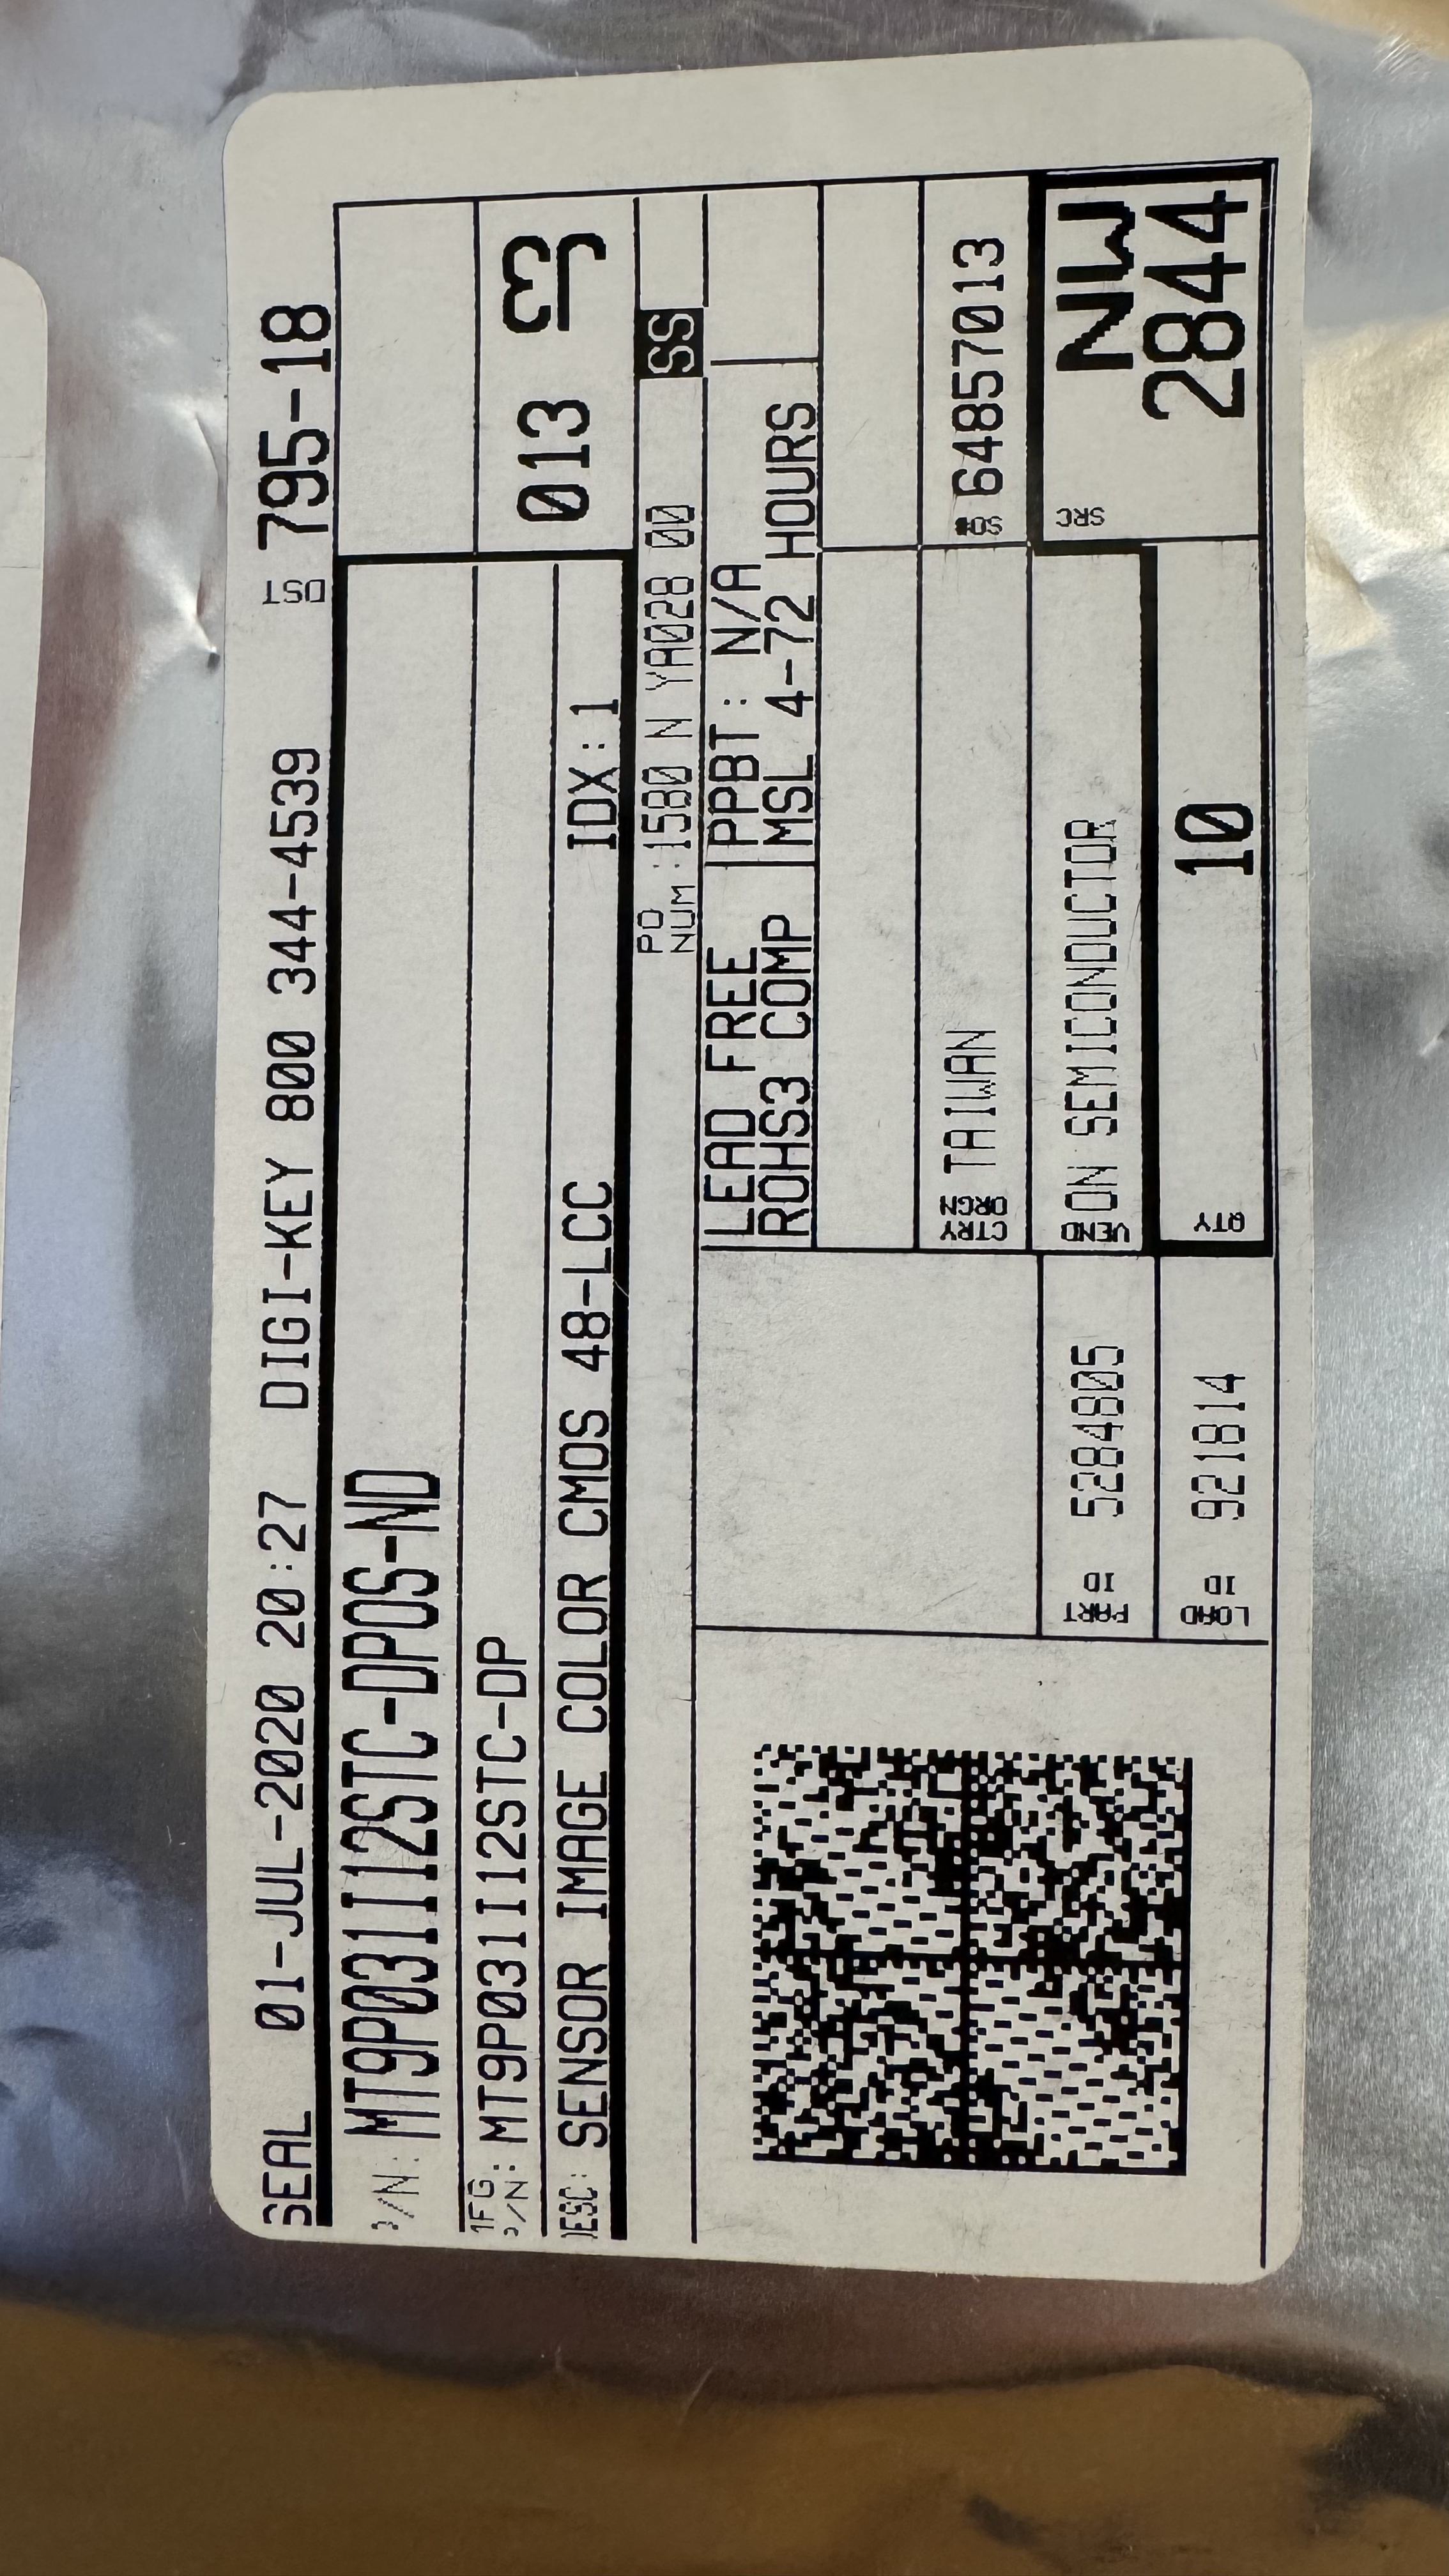 SEAL 01-JUL-2020 20:27 DIGI-KEY 800 344-4539 DST 795-18
P/N: MT9P031I12STC-DPOS-ND
MFG P/N: MT9P031I12STC-DP
013
DESC: SENSOR IMAGE COLOR CMOS 48-LCC IDX:1
PO NUM: 1580 N YA028 00 SS
LEAD FREE PPBT: N/A
ROHS3 COMP MSL 4-72 HOURS
CTRY ORGN TAIWAN SO# 64857013
PART ID 5284805
VEND ON SEMICONDUCTOR
SRC NW 2844
LOAD ID 921814
QTY 10